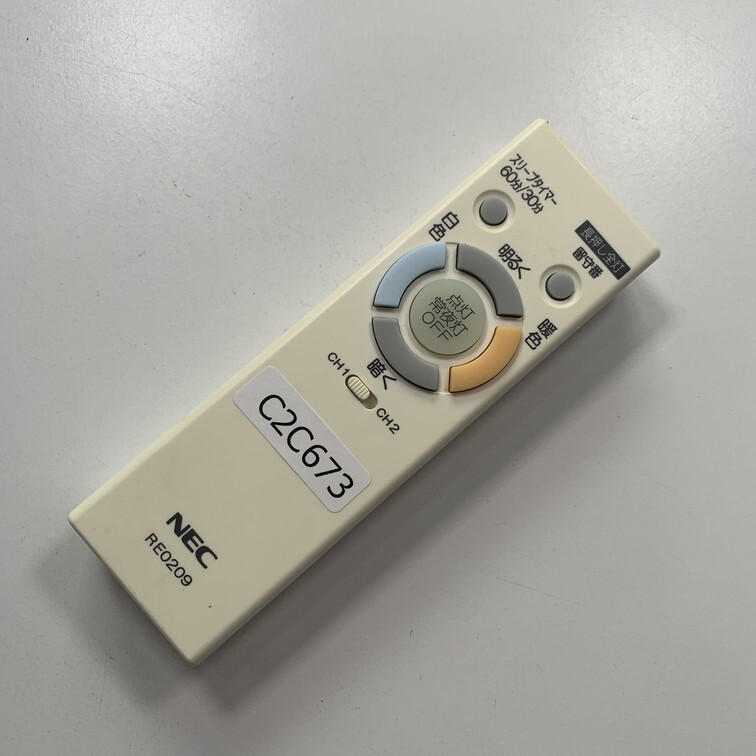 スリープタイマー
60分/30分
長押し全灯
留守番
白色
明るく
点灯
常夜灯
OFF
暖色
暗く
CH1
CH2
C2C673
NEC
RE0209